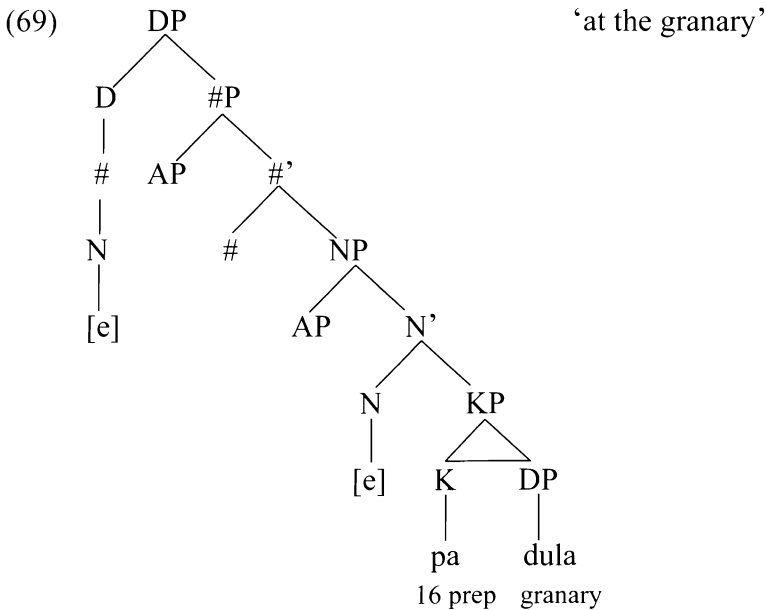 (69) DP 'at the granary'
D #P
# AP #'
N # NP
[e] AP N'
N KP
[e] K DP
pa dula
16 prep granary